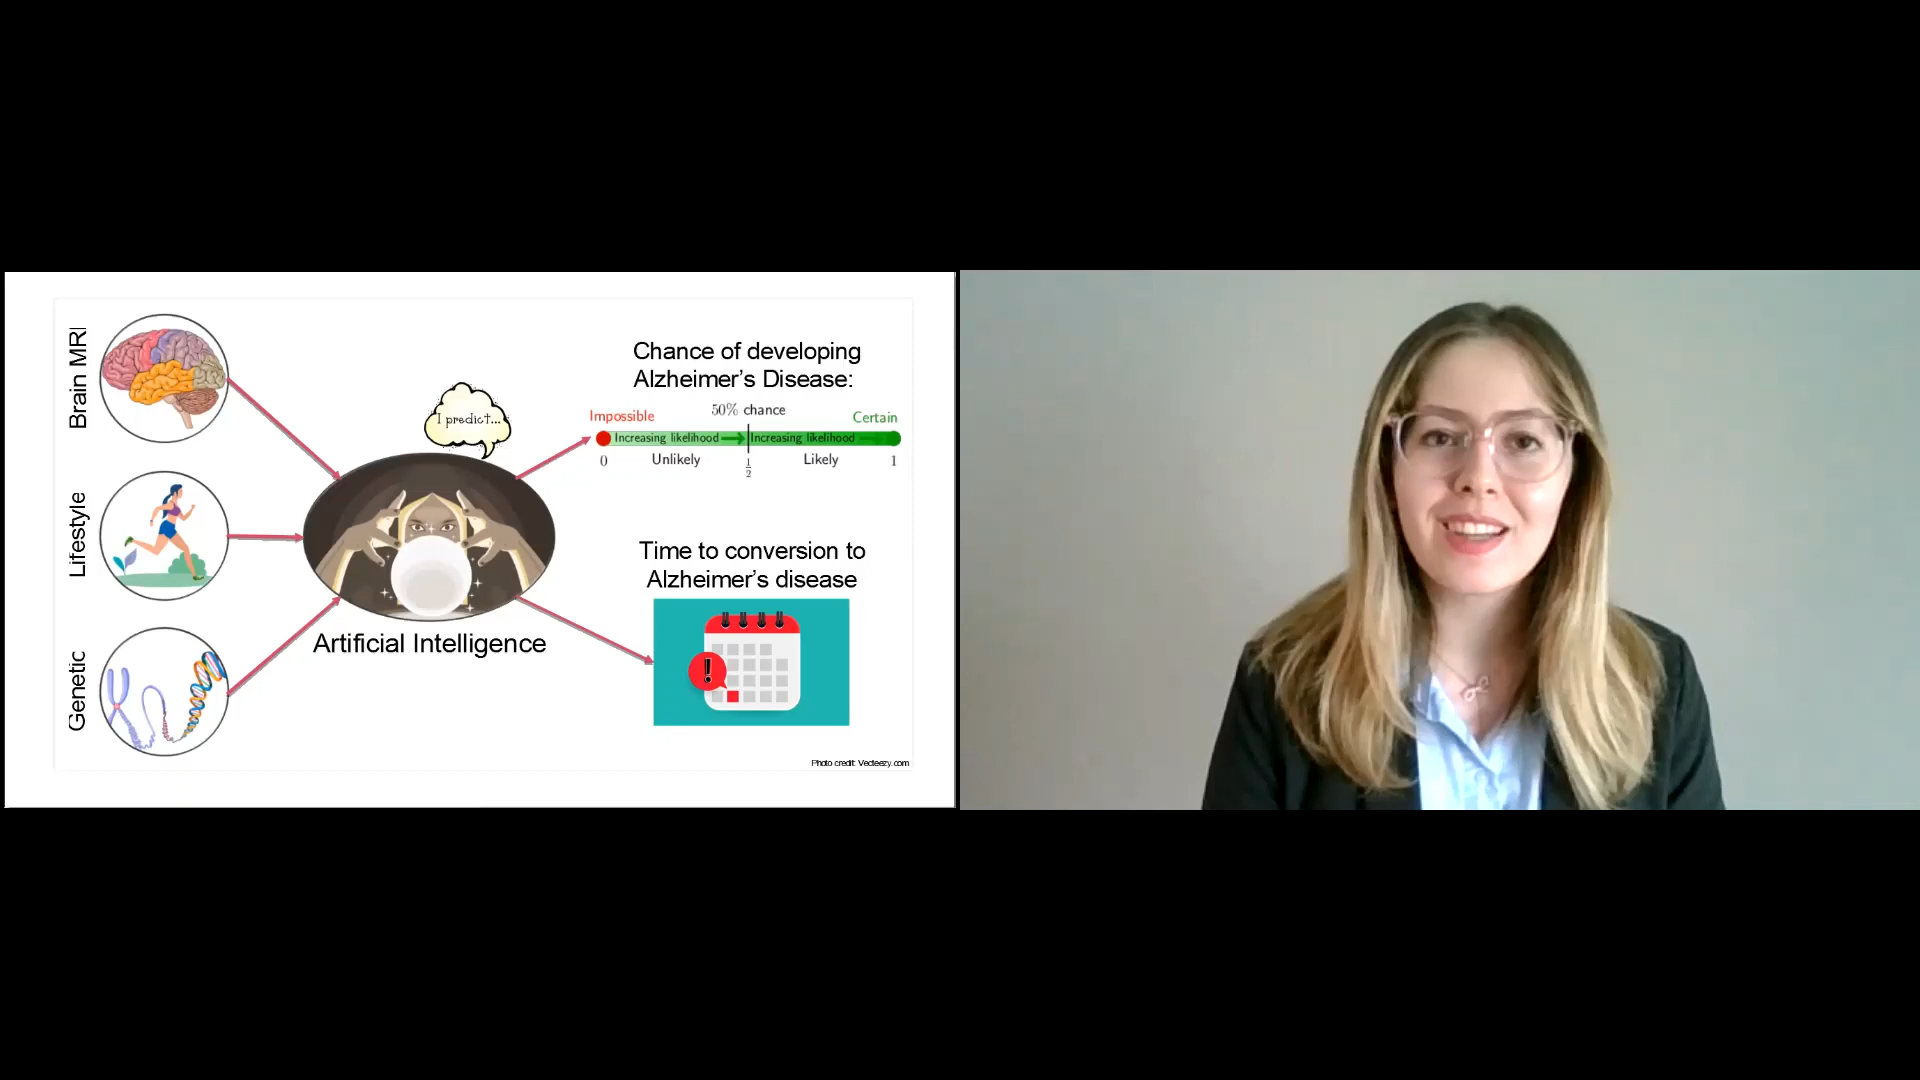 Brain MRI
Lifestyle
Genetic
I predict...
Artificial Intelligence
Chance of developing
Alzheimer's Disease:
Impossible
50% chance
Certain
Increasing likelihood
Increasing likelihood
0
Unlikely
1/2
Likely
1
Time to conversion to
Alzheimer's disease
!
Photo credit: Vecteezy.com